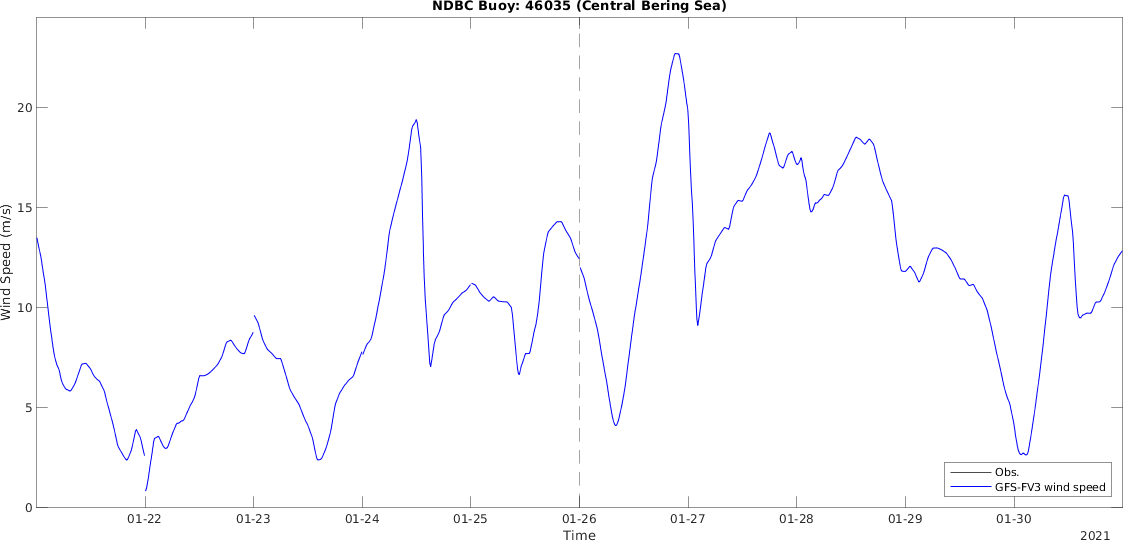 NDBC Buoy: 46035 (Central Bering Sea)
20
15
10
5
0
Wind Speed (m/s)
01-22 01-23 01-24 01-25 01-26 01-27 01-28 01-29 01-30
Time
2021
Obs.
GFS-FV3 wind speed